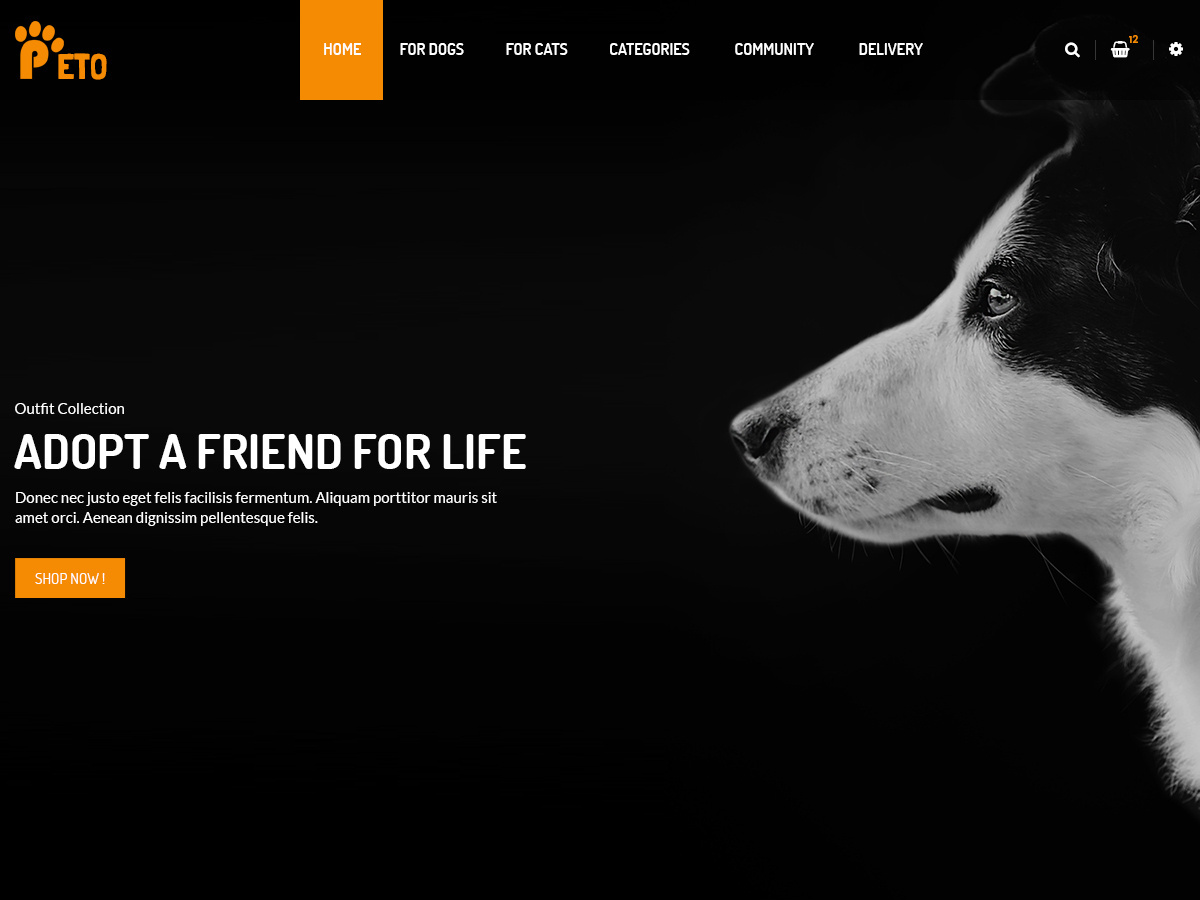 PETO
HOME
FOR DOGS
FOR CATS
CATEGORIES
COMMUNITY
DELIVERY
12
Outfit Collection
ADOPT A FRIEND FOR LIFE
Donec nec justo eget felis facilisis fermentum. Aliquam porttitor mauris sit
amet orci. Aenean dignissim pellentesque felis.
SHOP NOW !